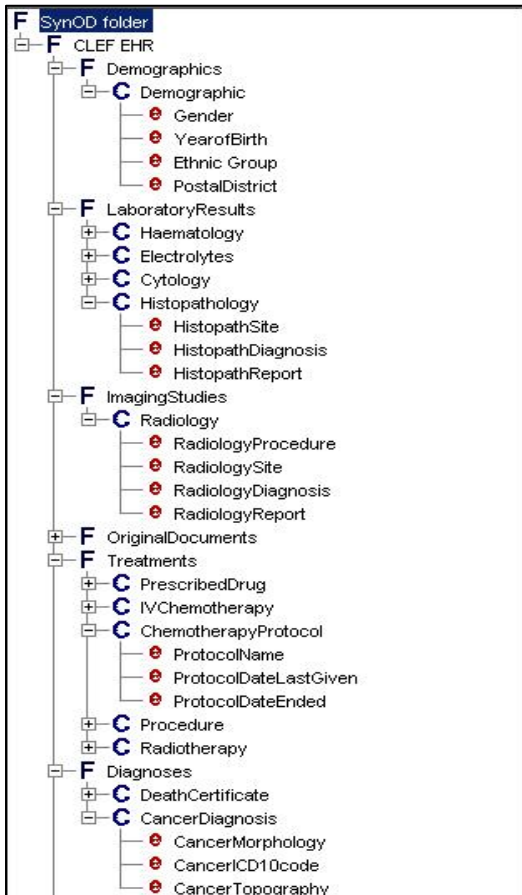 F SynOD folder
F CLEF EHR
F Demographics
C Demographic
e Gender
e YearofBirth
e Ethnic Group
e PostalDistrict
F LaboratoryResults
C Haematology
C Electrolytes
C Cytology
C Histopathology
e HistopathSite
e HistopathDiagnosis
e HistopathReport
F ImagingStudies
C Radiology
e RadiologyProcedure
e RadiologySite
e RadiologyDiagnosis
e RadiologyReport
F OriginalDocuments
F Treatments
C PrescribedDrug
C IVChemotherapy
C ChemotherapyProtocol
e ProtocolName
e ProtocolDateLastGiven
e ProtocolDateEnded
C Procedure
C Radiotherapy
F Diagnoses
C DeathCertificate
C CancerDiagnosis
e CancerMorphology
e CancerICD10code
e CancerTopography